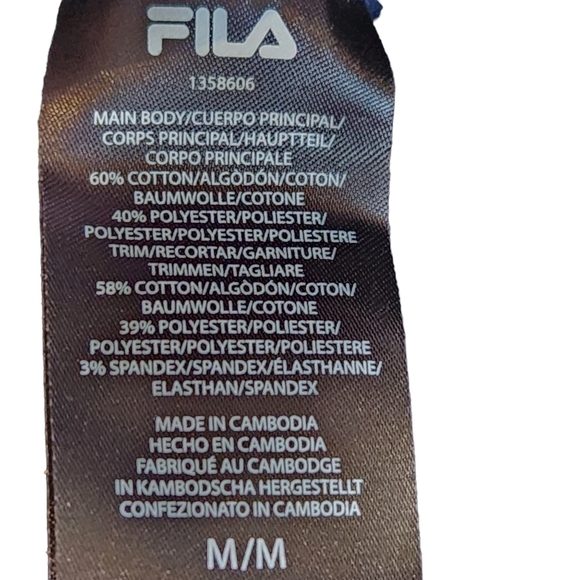 FILA
1358606
MAIN BODY/CUERPO PRINCIPAL/
CORPS PRINCIPAL/HAUPTTEIL/
CORPO PRINCIPALE
60% COTTON/ALGODÓN/COTON/
BAUMWOLLE/COTONE
40% POLYESTER/POLIESTER/
POLYESTER/POLYESTER/POLIESTERE
TRIM/RECORTAR/GARNITURE/
TRIMMEN/TAGLIARE
58% COTTON/ALGÒDÓN/COTON/
BAUMWOLLE/COTONE
39% POLYESTER/POLIESTER/
POLYESTER/POLYESTER/POLIESTERE
3% SPANDEX/SPANDEX/ÉLASTHANNE/
ELASTHAN/SPANDEX
MADE IN CAMBODIA
HECHO EN CAMBODIA
FABRIQUÉ AU CAMBODGE
IN KAMBODSCHA HERGESTELLT
CONFEZIONATO IN CAMBODIA
M/M